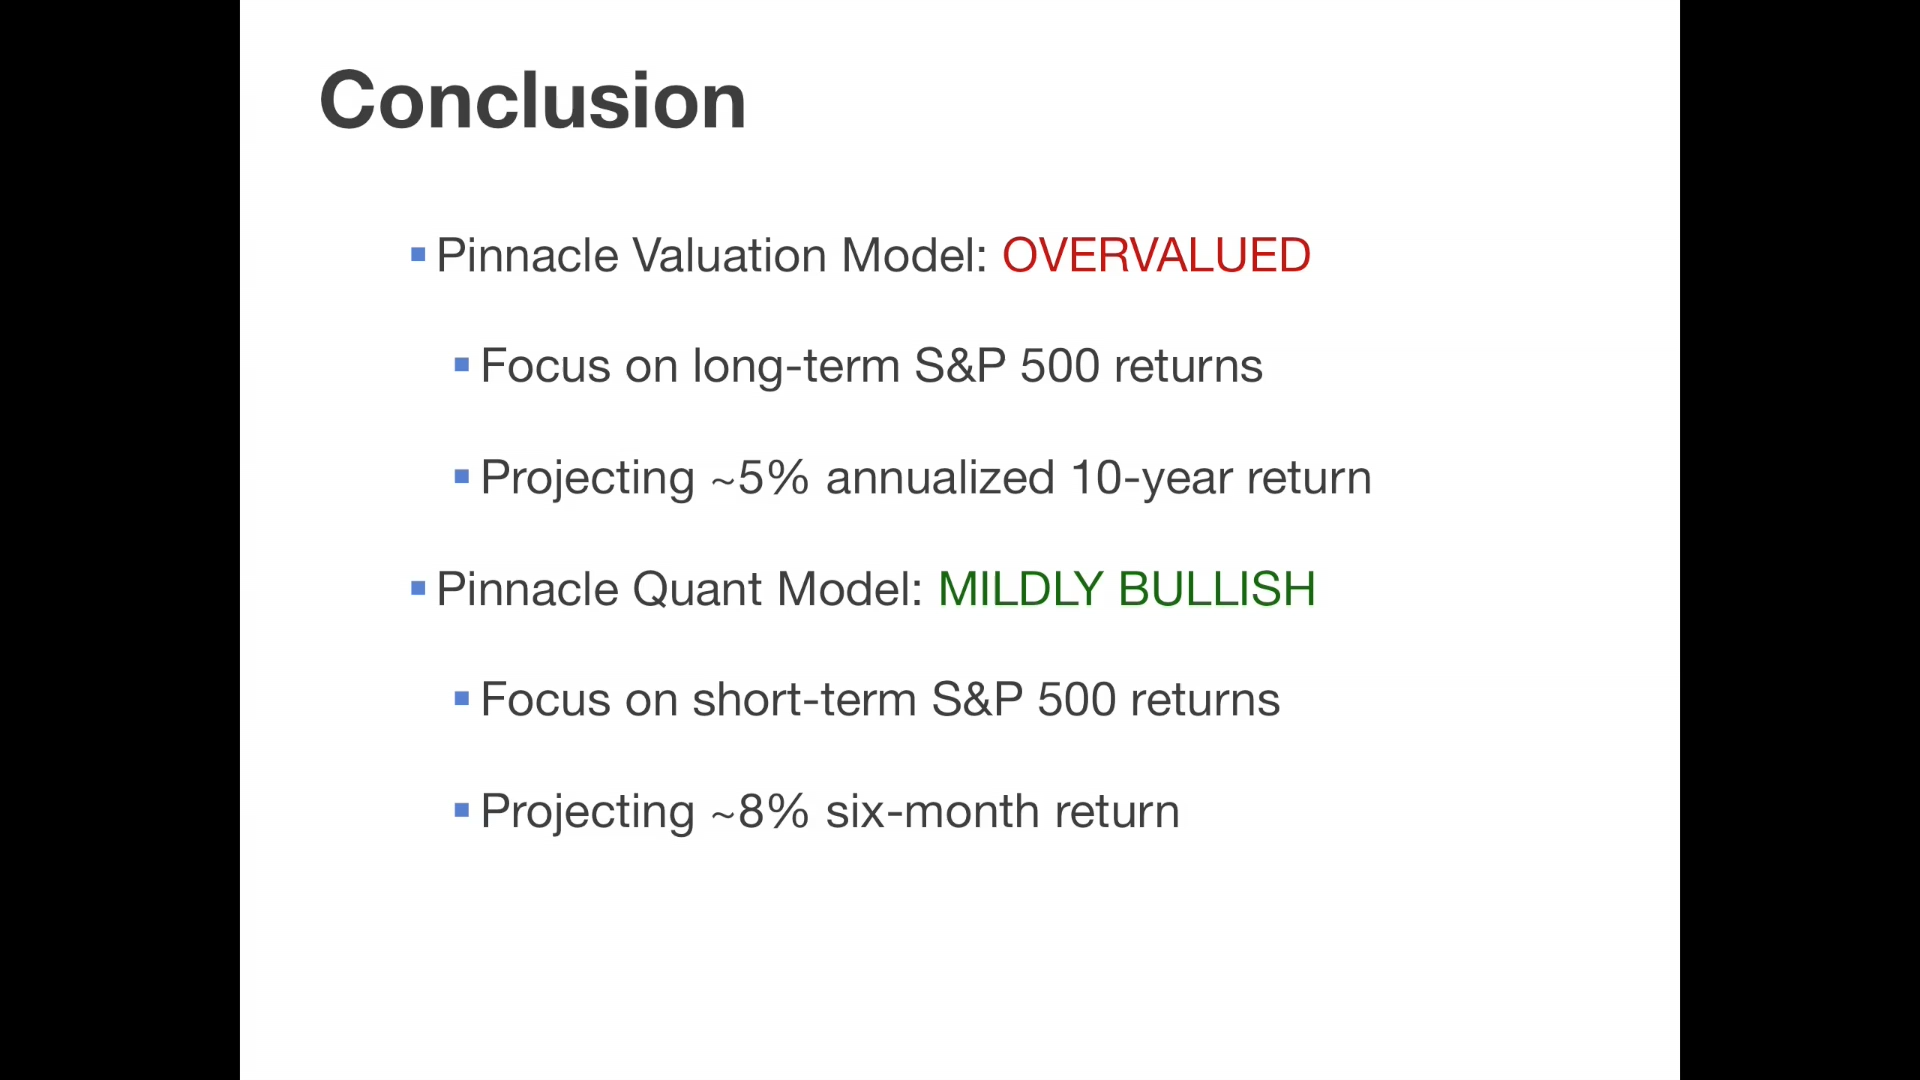 Conclusion
Pinnacle Valuation Model: OVERVALUED
Focus on long-term S&P 500 returns
Projecting ~5% annualized 10-year return
Pinnacle Quant Model: MILDLY BULLISH
Focus on short-term S&P 500 returns
Projecting ~8% six-month return